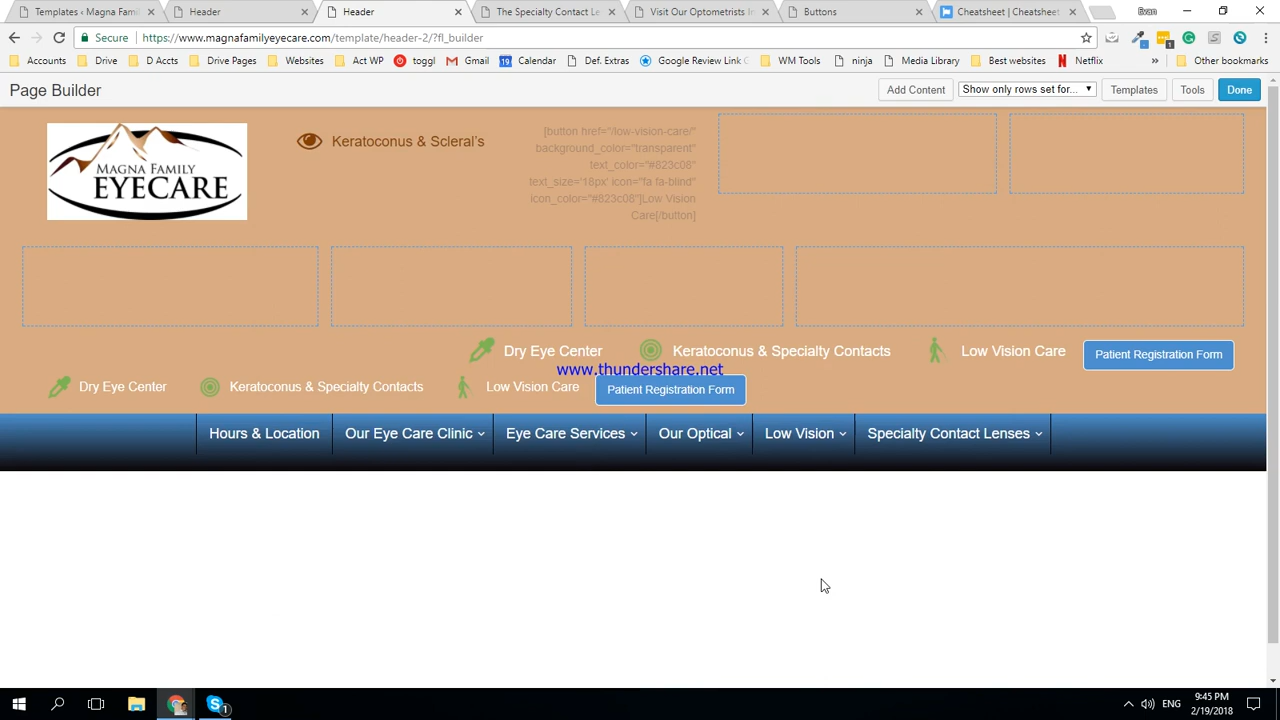 Templates ‹ Magna Famil
Header
Header
The Specialty Contact Le
Visit Our Optometrists In
Buttons
Cheatsheet | Cheatsheet
Evan
Secure
https://www.magnafamilyeyecare.com/template/header-2/?fl_builder
Accounts
Drive
D Accts
Drive Pages
Websites
Act WP
toggl
Gmail
Calendar
Def. Extras
Google Review Link G
WM Tools
ninja
Media Library
Best websites
Netflix
»
Other bookmarks
Page Builder
Add Content
Show only rows set for...
Templates
Tools
Done
MAGNA FAMILY
EYECARE
Keratoconus & Scleral's
[button href="/low-vision-care/"
background_color="transparent"
text_color="#823c08"
text_size='18px' icon="fa fa-blind"
icon_color="#823c08"]Low Vision
Care[/button]
Dry Eye Center
Keratoconus & Specialty Contacts
Low Vision Care
Patient Registration Form
www.thundershare.net
Dry Eye Center
Keratoconus & Specialty Contacts
Low Vision Care
Patient Registration Form
Hours & Location
Our Eye Care Clinic
Eye Care Services
Our Optical
Low Vision
Specialty Contact Lenses
ENG
9:45 PM
2/19/2018